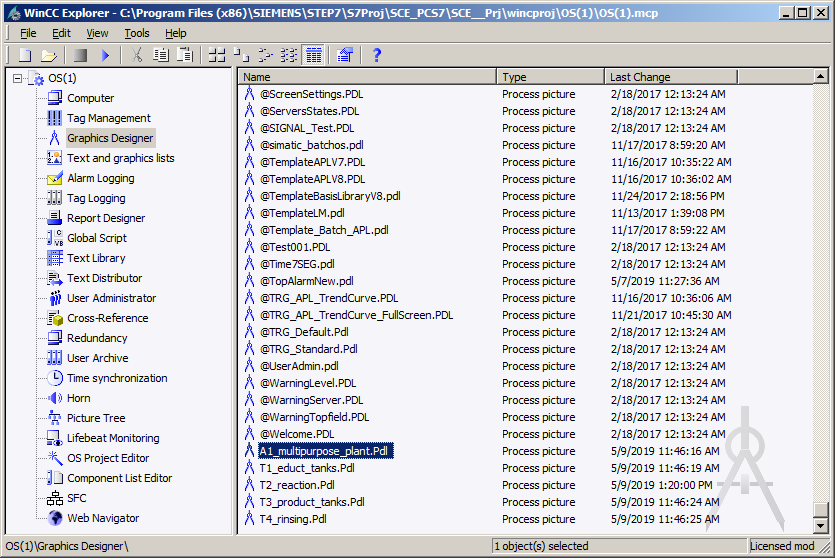 WinCC Explorer - C:\Program Files (x86)\SIEMENS\STEP7\S7Proj\SCE_PCS7\SCE__Prj\wincproj\OS(1)\OS(1).mcp
File Edit View Tools Help
OS(1)
Computer
Tag Management
Graphics Designer
Text and graphics lists
Alarm Logging
Tag Logging
Report Designer
Global Script
Text Library
Text Distributor
User Administrator
Cross-Reference
Redundancy
User Archive
Time synchronization
Horn
Picture Tree
Lifebeat Monitoring
OS Project Editor
Component List Editor
SFC
Web Navigator
Name Type Last Change
@ScreenSettings.PDL Process picture 2/18/2017 12:13:24 AM
@ServersStates.PDL Process picture 2/18/2017 12:13:24 AM
@SIGNAL_Test.PDL Process picture 2/18/2017 12:13:24 AM
@simatic_batchos.pdl Process picture 11/17/2017 8:59:20 AM
@TemplateAPLV7.PDL Process picture 11/16/2017 10:35:22 AM
@TemplateAPLV8.PDL Process picture 11/16/2017 10:36:02 AM
@TemplateBasisLibraryV8.pdl Process picture 11/24/2017 2:18:56 PM
@TemplateLM.pdl Process picture 11/13/2017 1:39:08 PM
@Template_Batch_APL.pdl Process picture 11/17/2017 8:59:22 AM
@Test001.PDL Process picture 2/18/2017 12:13:24 AM
@Time7SEG.pdl Process picture 2/18/2017 12:13:24 AM
@TopAlarmNew.pdl Process picture 5/7/2019 11:27:36 AM
@TRG_APL_TrendCurve.PDL Process picture 11/16/2017 10:36:06 AM
@TRG_APL_TrendCurve_FullScreen.PDL Process picture 11/21/2017 10:45:30 AM
@TRG_Default.Pdl Process picture 2/18/2017 12:13:24 AM
@TRG_Standard.Pdl Process picture 2/18/2017 12:13:24 AM
@UserAdmin.pdl Process picture 2/18/2017 12:13:24 AM
@WarningLevel.PDL Process picture 2/18/2017 12:13:24 AM
@WarningServer.PDL Process picture 2/18/2017 12:13:24 AM
@WarningTopfield.PDL Process picture 2/18/2017 12:13:24 AM
@Welcome.PDL Process picture 2/18/2017 12:13:24 AM
A1_multipurpose_plant.Pdl Process picture 5/9/2019 11:46:16 AM
T1_educt_tanks.Pdl Process picture 5/9/2019 11:46:19 AM
T2_reaction.Pdl Process picture 5/9/2019 1:20:00 PM
T3_product_tanks.Pdl Process picture 5/9/2019 11:46:24 AM
T4_rinsing.Pdl Process picture 5/9/2019 11:46:25 AM
OS(1)\Graphics Designer\ 1 object(s) selected Licensed mod